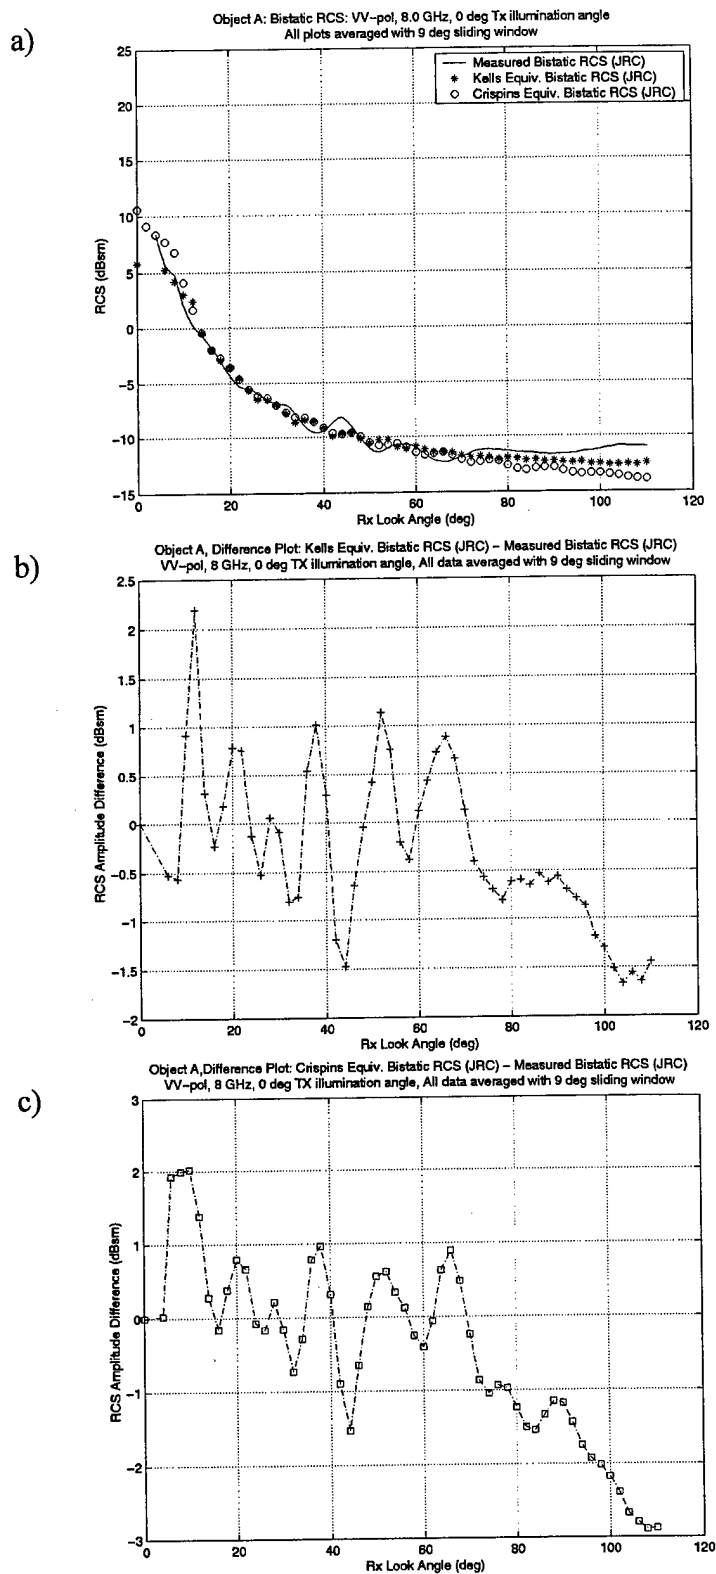 a)
Object A: Bistatic RCS: VV-pol, 8.0 GHz, 0 deg Tx illumination angle
All plots averaged with 9 deg sliding window
Measured Bistatic RCS (JRC)
Kells Equiv. Bistatic RCS (JRC)
Crispins Equiv. Bistatic RCS (JRC)
RCS (dBsm)
25
20
15
10
5
0
-5
-10
-15
20
40
60
80
100
120
Rx Look Angle (deg)
b)
Object A, Difference Plot: Kells Equiv. Bistatic RCS (JRC) - Measured Bistatic RCS (JRC)
VV-pol, 8 GHz, 0 deg TX illumination angle, All data averaged with 9 deg sliding window
RCS Amplitude Difference (dBsm)
2.5
2
1.5
1
0.5
0
-0.5
-1
-1.5
-2
0
20
40
60
80
100
120
Rx Look Angle (deg)
c)
Object A,Difference Plot: Crispins Equiv. Bistatic RCS (JRC) - Measured Bistatic RCS (JRC)
VV-pol, 8 GHz, 0 deg TX illumination angle, All data averaged with 9 deg sliding window
RCS Amplitude Difference (dBsm)
3
2
1
0
-1
-2
-3
0
20
40
60
80
100
120
Rx Look Angle (deg)